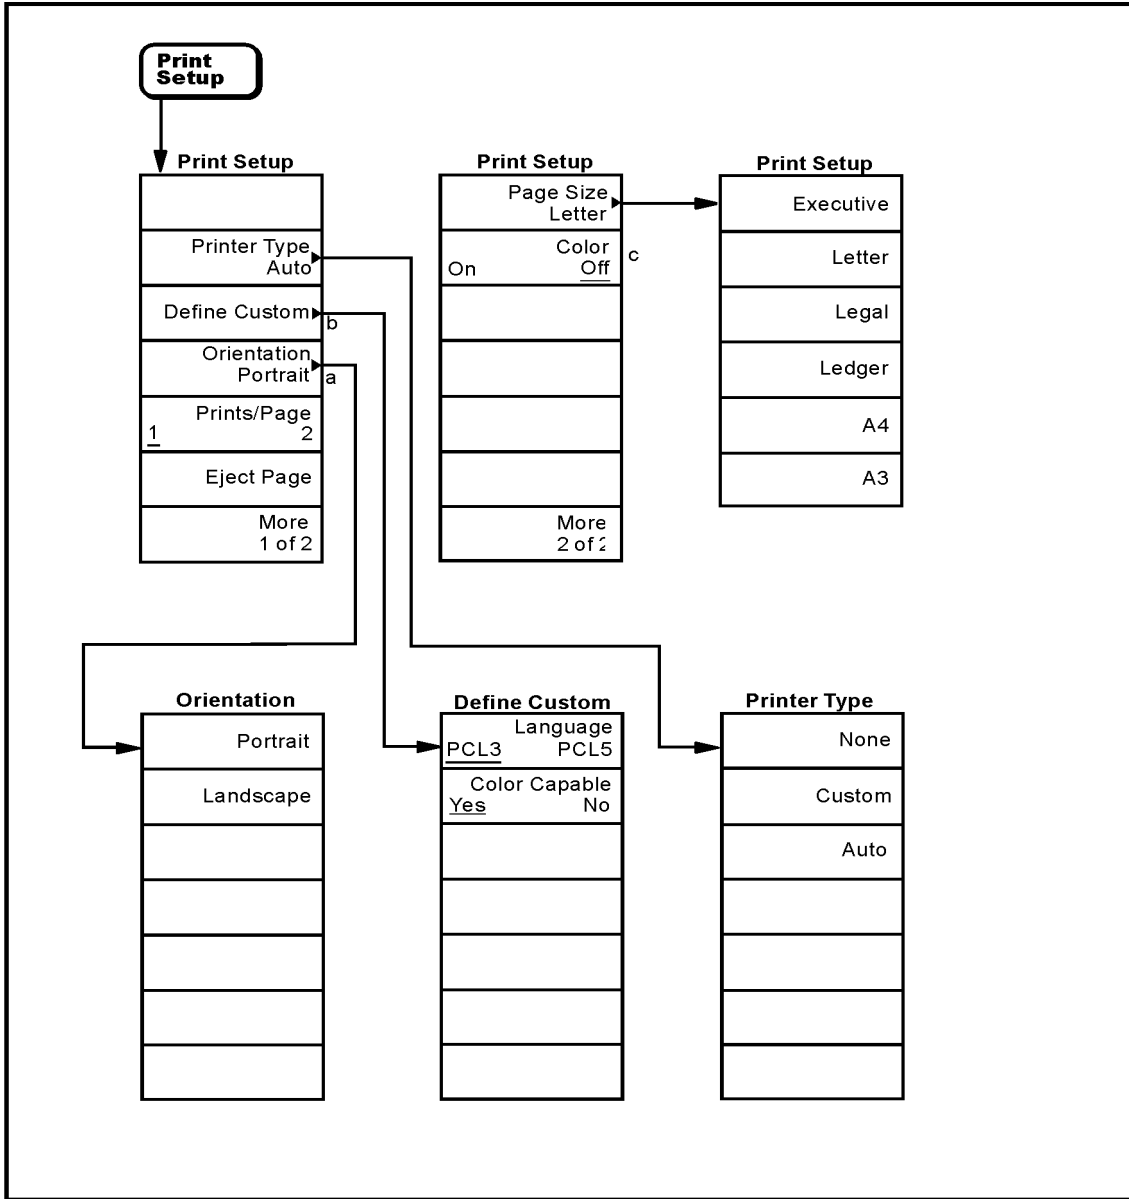 Print
Setup
Print Setup
Printer Type
Auto
Define Custom
b
Orientation
Portrait
a
Prints/Page
1 2
Eject Page
More
1 of 2
Print Setup
Page Size
Letter
Color
On Off
c
More
2 of 2
Print Setup
Executive
Letter
Legal
Ledger
A4
A3
Orientation
Portrait
Landscape
Define Custom
Language
PCL3 PCL5
Color Capable
Yes No
Printer Type
None
Custom
Auto